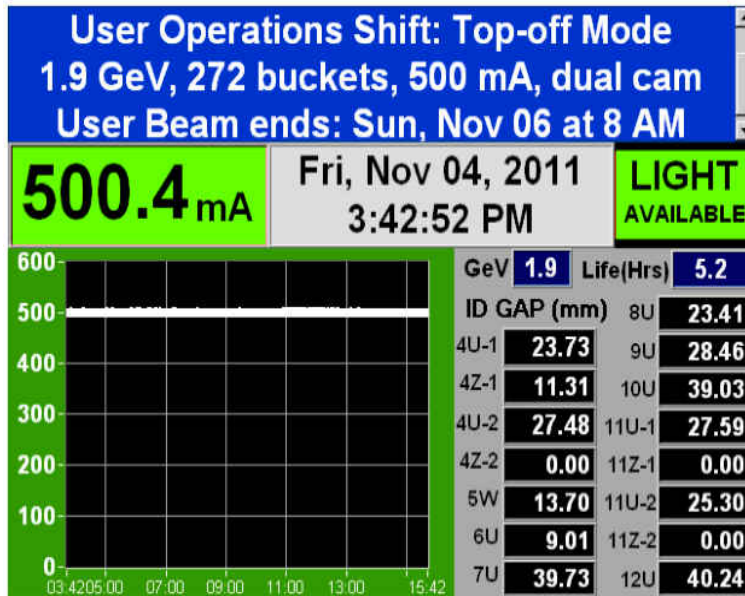 User Operations Shift: Top-off Mode
1.9 GeV, 272 buckets, 500 mA, dual cam
User Beam ends: Sun, Nov 06 at 8 AM
500.4 mA
Fri, Nov 04, 2011
3:42:52 PM
LIGHT
AVAILABLE
600
500
400
300
200
100
0
03:42 05:00 07:00 09:00 11:00 13:00 15:42
GeV 1.9 Life(Hrs) 5.2
ID GAP (mm) 8U 23.41
4U-1 23.73 9U 28.46
4Z-1 11.31 10U 39.03
4U-2 27.48 11U-1 27.59
4Z-2 0.00 11Z-1 0.00
5W 13.70 11U-2 25.30
6U 9.01 11Z-2 0.00
7U 39.73 12U 40.24